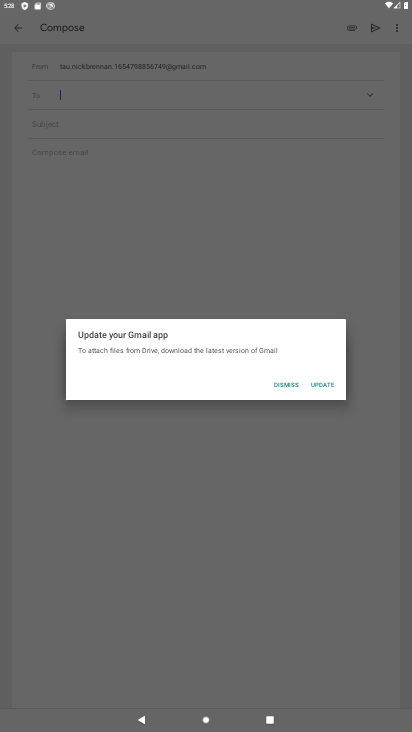 5:28
Compose
From tau.nickbrennan.1654798856749@gmail.com
To
Subject
Compose email
Update your Gmail app
To attach files from Drive, download the latest version of Gmail
DISMISS UPDATE